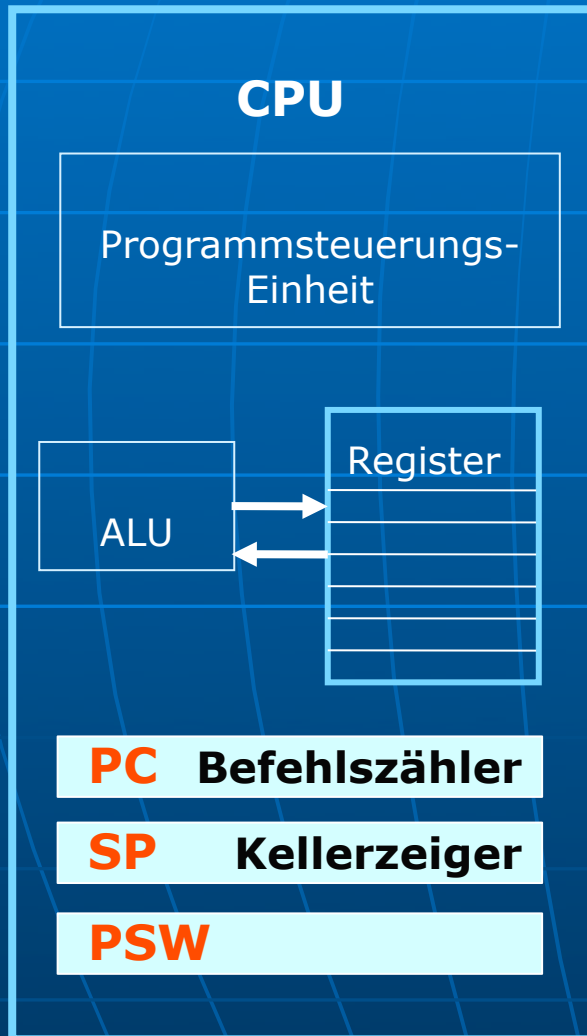 CPU
Programmsteuerungs-
Einheit
Register
ALU
PC Befehlszähler
SP Kellerzeiger
PSW